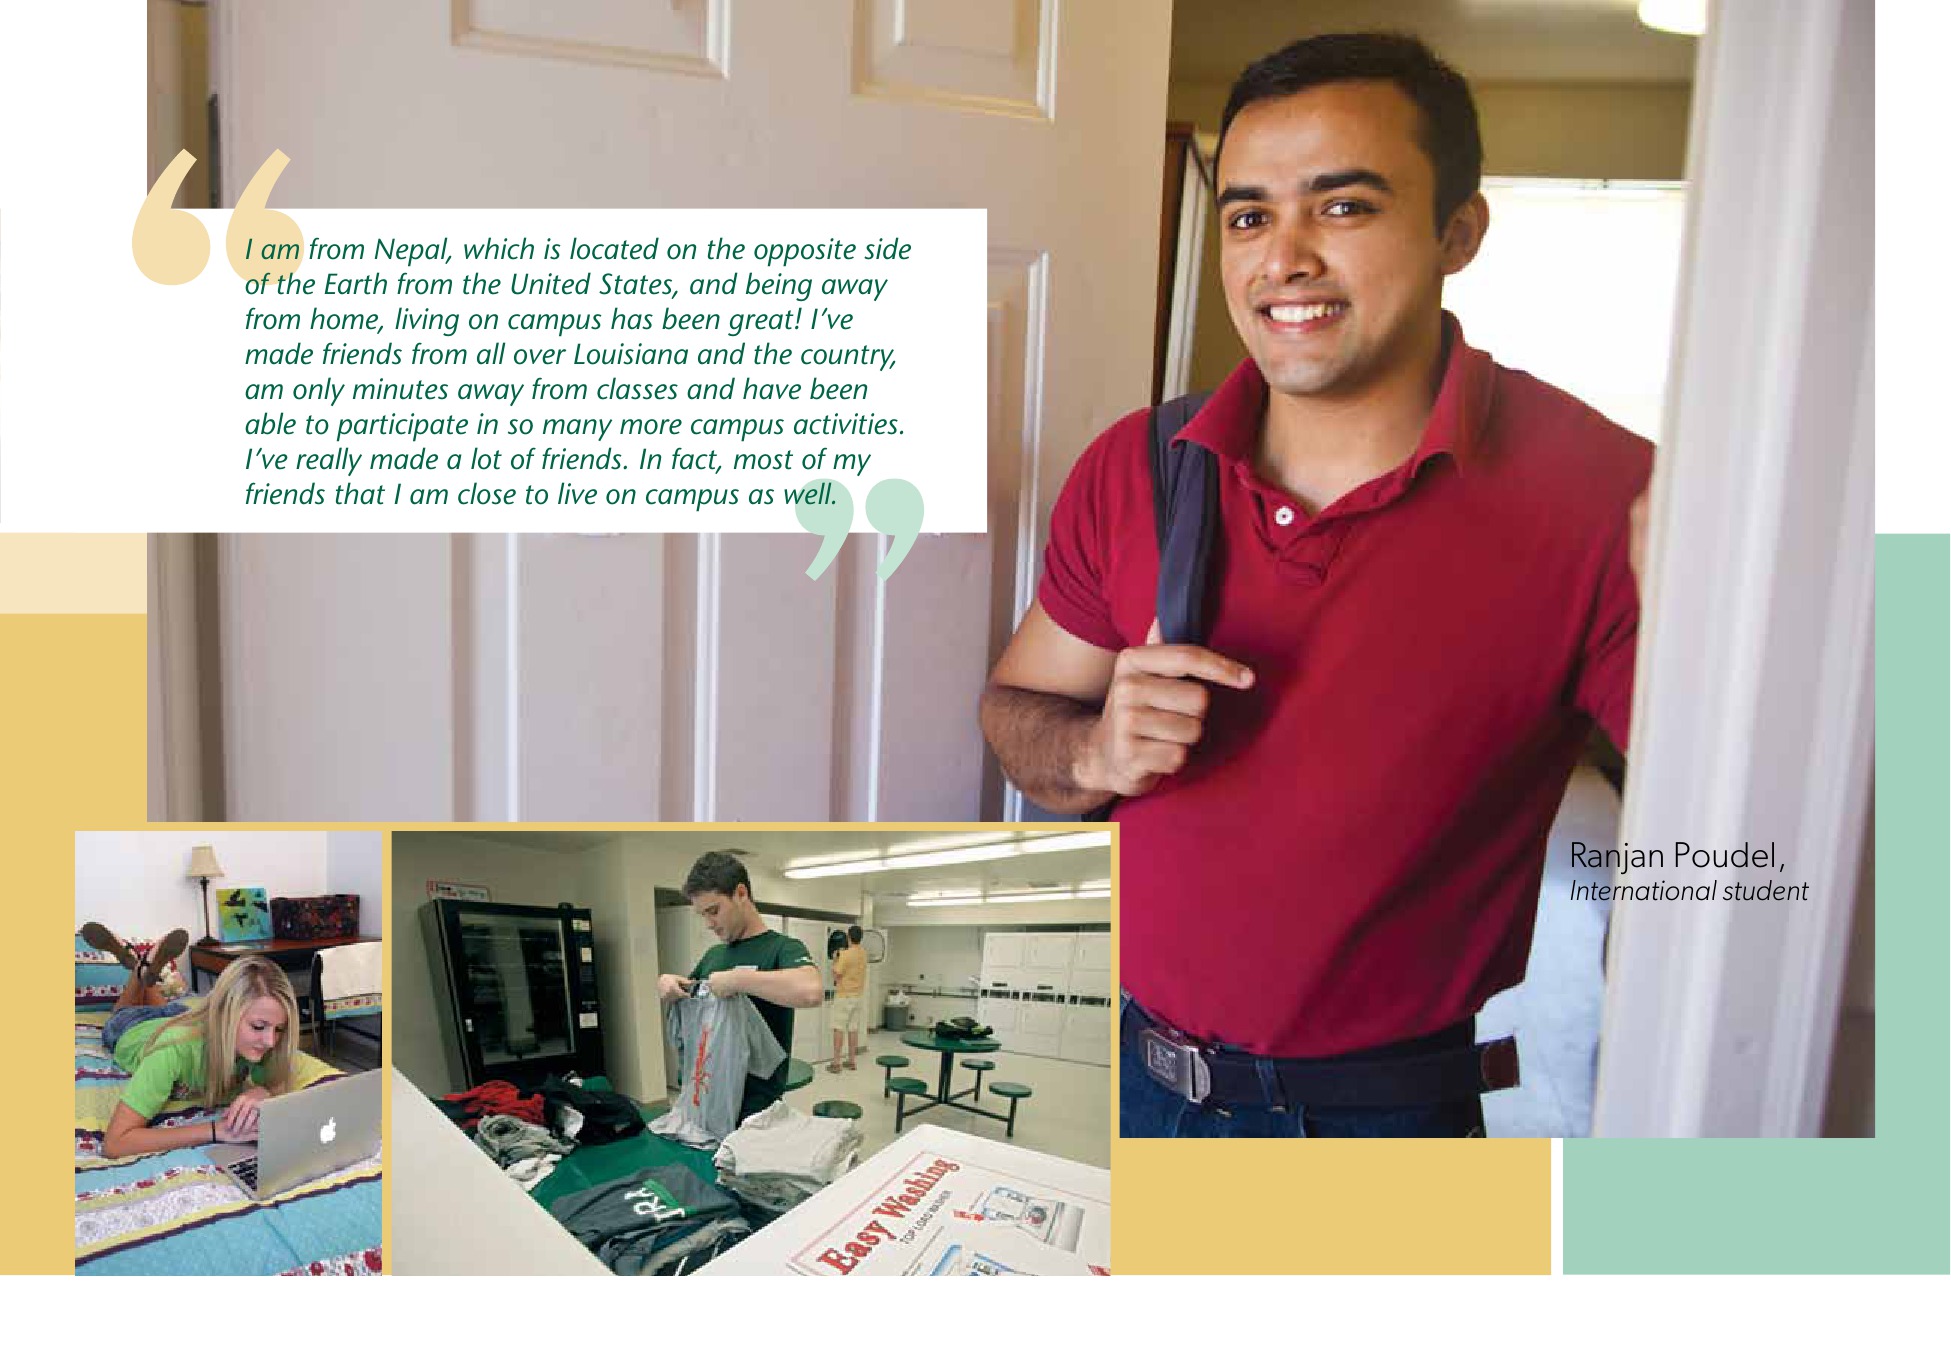 I am from Nepal, which is located on the opposite side
of the Earth from the United States, and being away
from home, living on campus has been great! I’ve
made friends from all over Louisiana and the country,
am only minutes away from classes and have been
able to participate in so many more campus activities.
I’ve really made a lot of friends. In fact, most of my
friends that I am close to live on campus as well.
Ranjan Poudel,
International student
Easy Washing
TOP LOAD WASHER